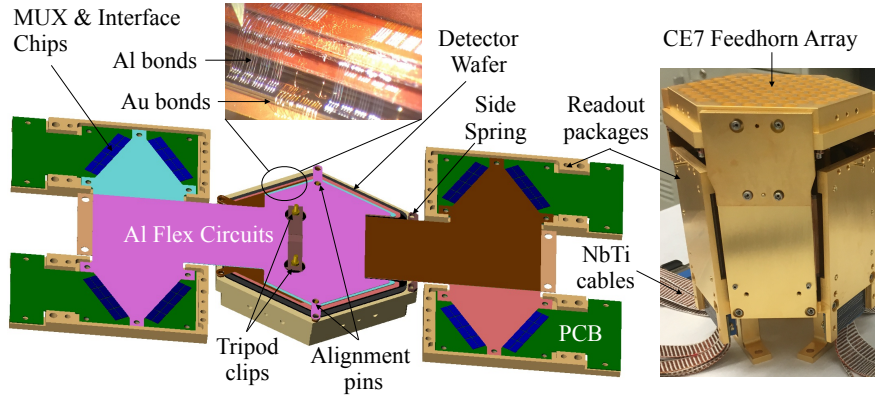 MUX & Interface
Chips
Al bonds
Au bonds
Detector
Wafer
Side
Spring
Readout
packages
CE7 Feedhorn Array
NbTi
cables
Al Flex Circuits
PCB
Tripod
clips
Alignment
pins